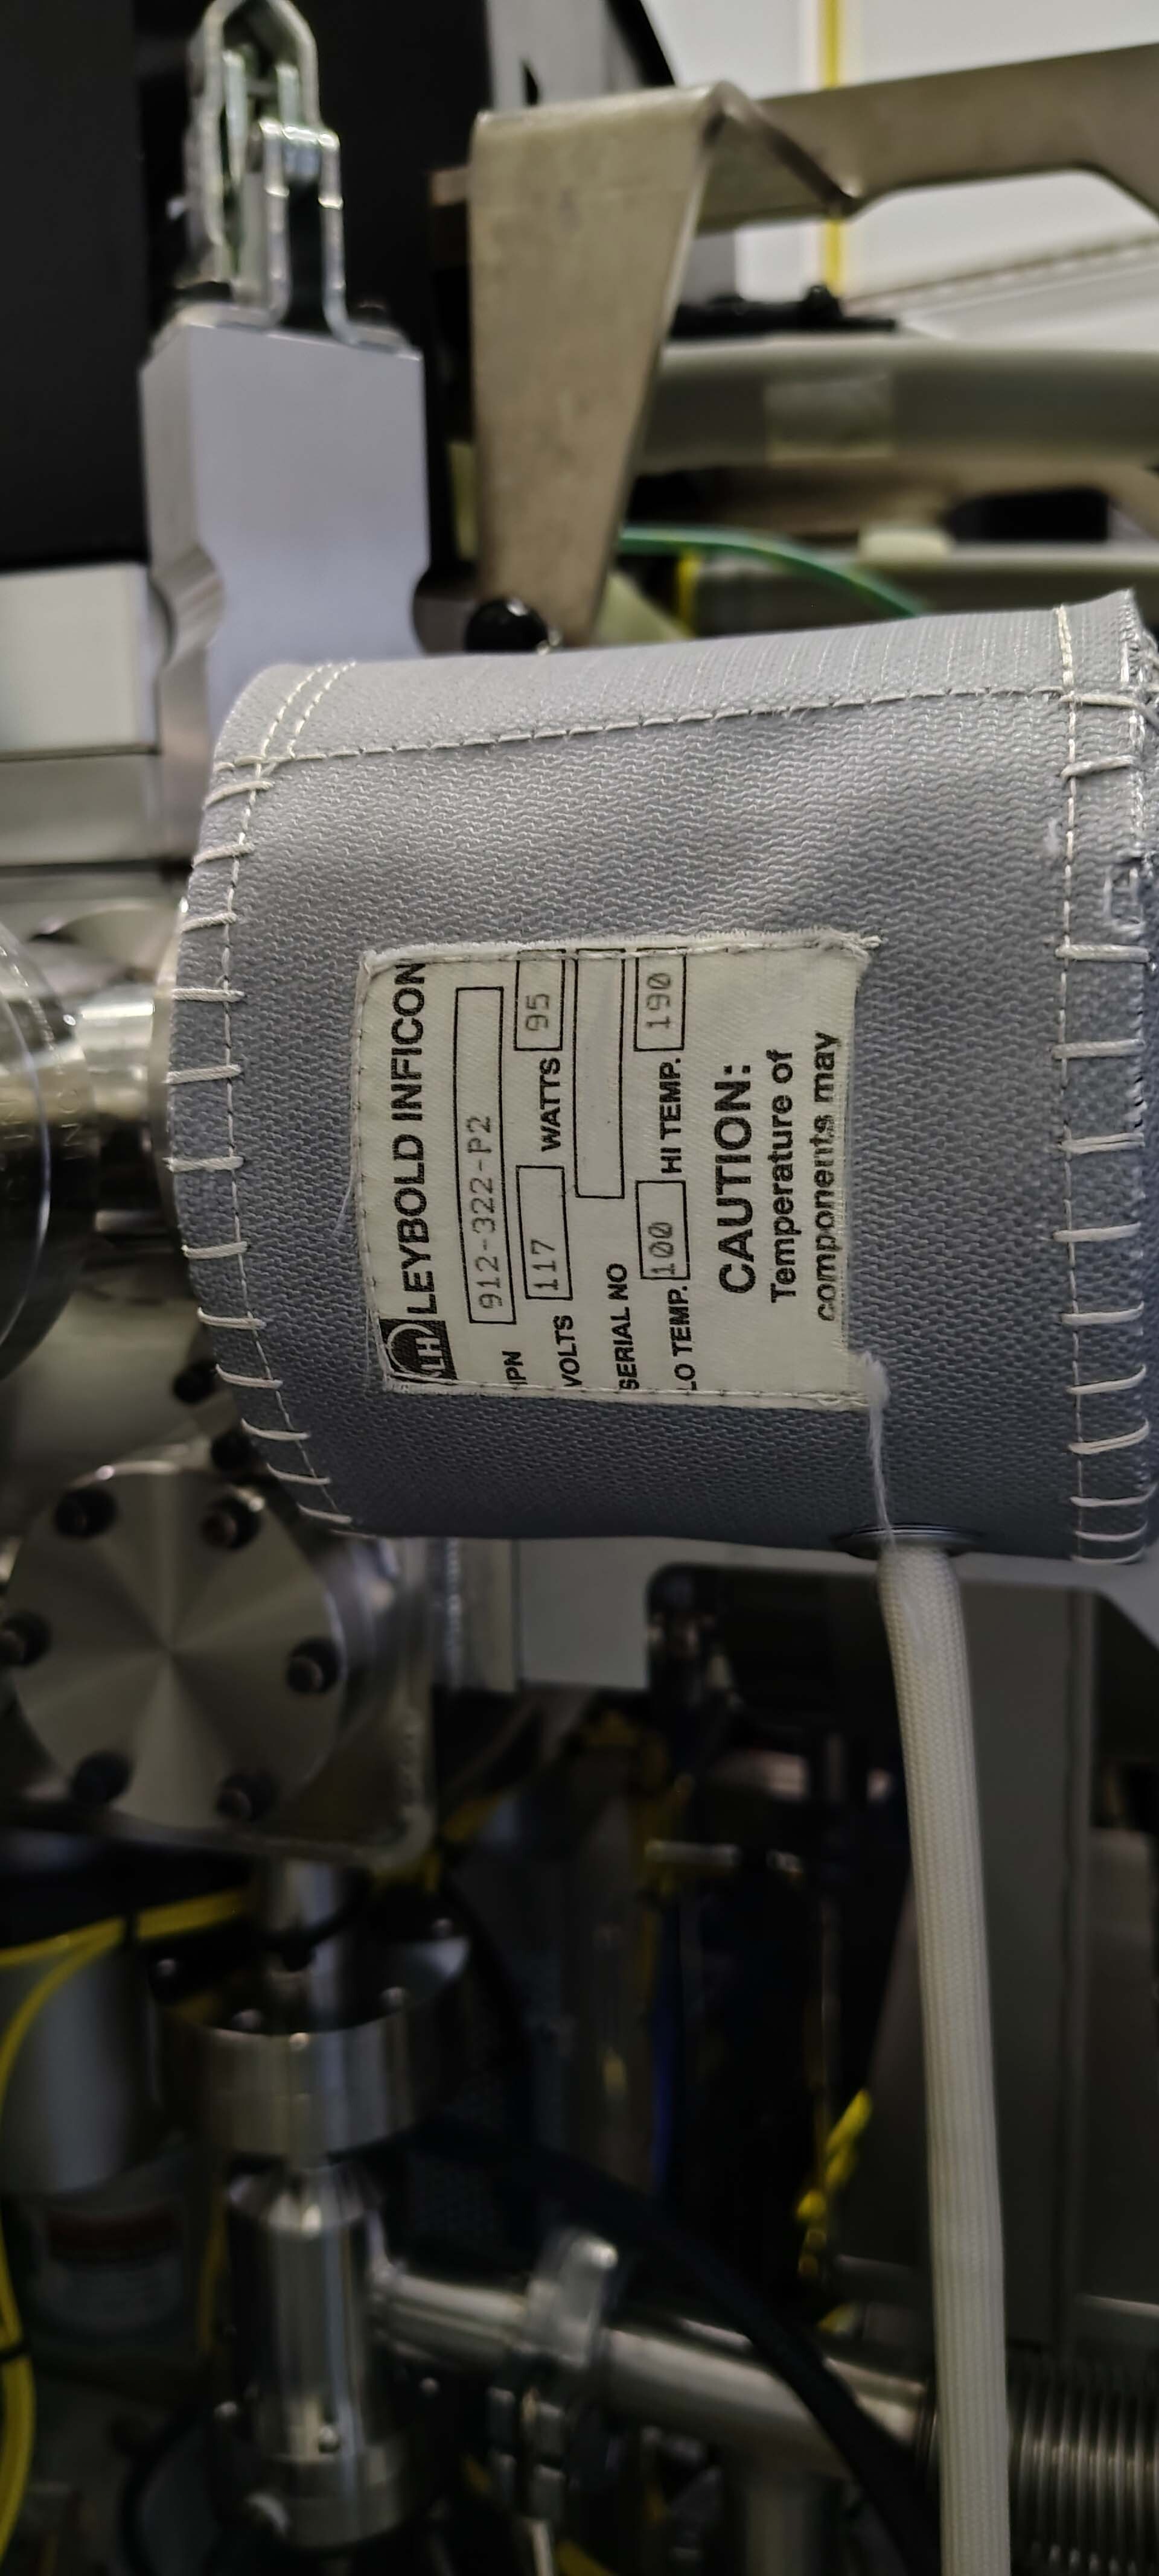 LH LEYBOLD INFICON
IPN 912-322-P2
VOLTS 117 WATTS 95
SERIAL NO
LO TEMP. 100 HI TEMP. 190
CAUTION:
Temperature of
components may